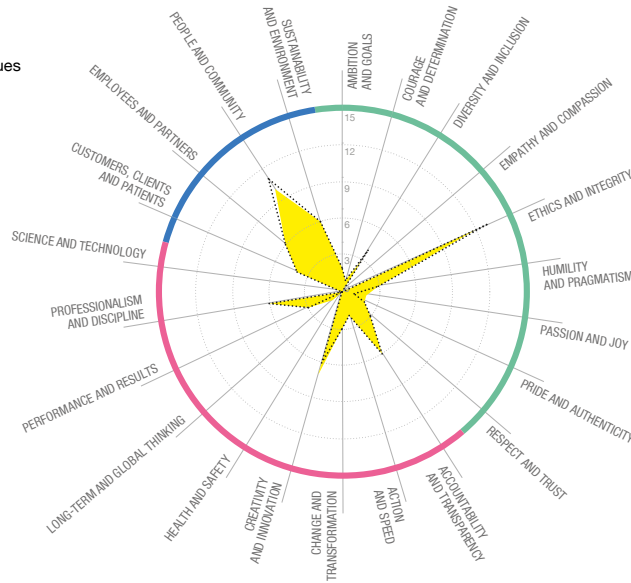 ues
AMBITION
AND GOALS
COURAGE
AND DETERMINATION
DIVERSITY AND INCLUSION
EMPATHY AND COMPASSION
ETHICS AND INTEGRITY
HUMILITY
AND PRAGMATISM
PASSION AND JOY
PRIDE AND AUTHENTICITY
RESPECT AND TRUST
ACCOUNTABILITY
AND TRANSPARENCY
ACTION
AND SPEED
CHANGE AND
TRANSFORMATION
CREATIVITY
AND INNOVATION
HEALTH AND SAFETY
LONG-TERM AND GLOBAL THINKING
PERFORMANCE AND RESULTS
PROFESSIONALISM
AND DISCIPLINE
SCIENCE AND TECHNOLOGY
CUSTOMERS, CLIENTS
AND PATIENTS
EMPLOYEES AND PARTNERS
PEOPLE AND COMMUNITY
SUSTAINABILITY
AND ENVIRONMENT
15
12
9
6
3